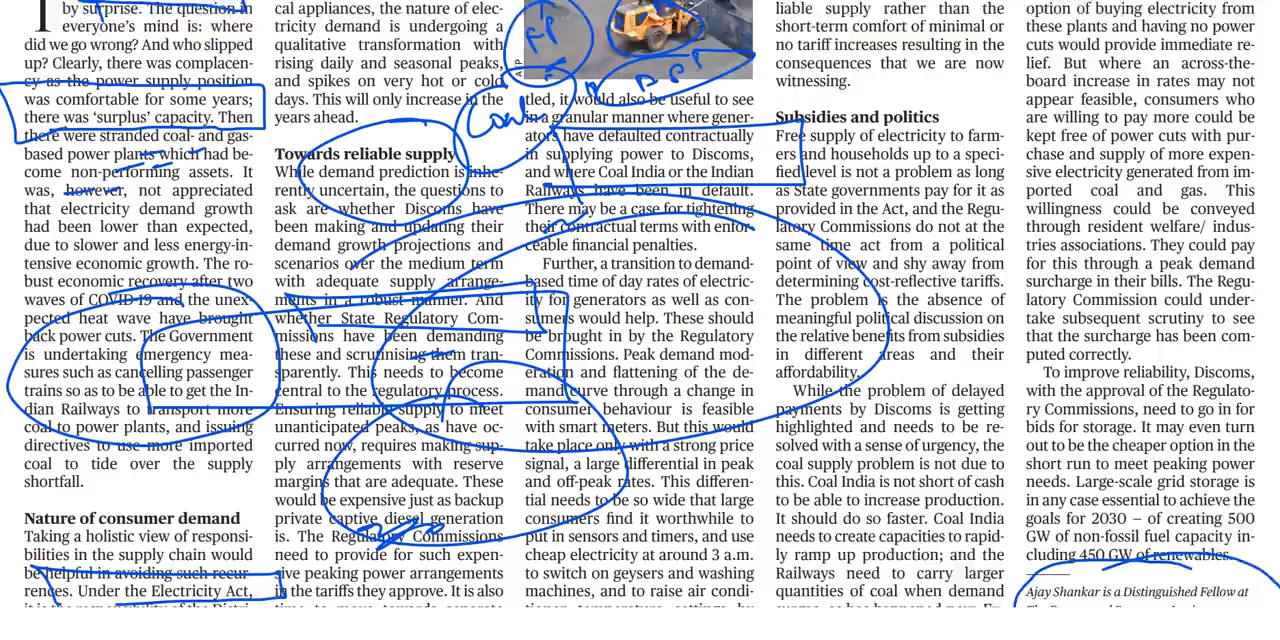 by surprise. The question in
everyone's mind is: where
did we go wrong? And who slipped
up? Clearly, there was complacen-
cy as the power supply position
was comfortable for some years;
there was 'surplus' capacity. Then
there were stranded coal- and gas-
based power plants which had be-
come non-performing assets. It
was, however, not appreciated
that electricity demand growth
had been lower than expected,
due to slower and less energy-in-
tensive economic growth. The ro-
bust economic recovery after two
waves of COVID-19 and the unex
pected heat wave have brought
back power cuts. The Government
is undertaking emergency mea-
sures such as cancelling passenger
trains so as to be able to get the In-
dian Railways to transport more
coal to power plants, and issuing
directives to use more imported
coal to tide over the supply
shortfall.
Nature of consumer demand
Taking a holistic view of responsi-
bilities in the supply chain would
be helpful in avoiding such recur-
rences. Under the Electricity Act,
cal appliances, the nature of elec-
tricity demand is undergoing a
qualitative transformation with
rising daily and seasonal peaks,
and spikes on very hot or cold
days. This will only increase in the
years ahead.
Towards reliable supply
While demand prediction is inhe-
rently uncertain, the questions to
ask are whether Discoms have
been making and updating their
demand growth projections and
scenarios over the medium term
with adequate supply arrange-
ments in a robust manner. And
whether State Regulatory Com-
missions have been demanding
these and scrutinising them tran-
sparently. This needs to become
central to the regulatory process.
Ensuring reliable supply to meet
unanticipated peaks, as have oc-
curred now, requires making sup-
ply arrangements with reserve
margins that are adequate. These
would be expensive just as backup
private captive diesel generation
is. The Regulatory Commissions
need to provide for such expen-
sive peaking power arrangements
in the tariffs they approve. It is also
AP
Coal
tled, it would also be useful to see
in a granular manner where gener-
ators have defaulted contractually
in supplying power to Discoms,
and where Coal India or the Indian
Railways have been in default.
There may be a case for tightening
their contractual terms with enfor-
ceable financial penalties.
Further, a transition to demand-
based time of day rates of electric-
ity for generators as well as con-
sumers would help. These should
be brought in by the Regulatory
Commissions. Peak demand mod-
eration and flattening of the de-
mand curve through a change in
consumer behaviour is feasible
with smart meters. But this would
take place only with a strong price
signal, a large differential in peak
and off-peak rates. This differen-
tial needs to be so wide that large
consumers find it worthwhile to
put in sensors and timers, and use
cheap electricity at around 3 a.m.
to switch on geysers and washing
machines, and to raise air condi-
liable supply rather than the
short-term comfort of minimal or
no tariff increases resulting in the
consequences that we are now
witnessing.
Subsidies and politics
Free supply of electricity to farm-
ers and households up to a speci-
fied level is not a problem as long
as State governments pay for it as
provided in the Act, and the Regu-
latory Commissions do not at the
same time act from a political
point of view and shy away from
determining cost-reflective tariffs.
The problem is the absence of
meaningful political discussion on
the relative benefits from subsidies
in different areas and their
affordability.
While the problem of delayed
payments by Discoms is getting
highlighted and needs to be re-
solved with a sense of urgency, the
coal supply problem is not due to
this. Coal India is not short of cash
to be able to increase production.
It should do so faster. Coal India
needs to create capacities to rapid-
ly ramp up production; and the
Railways need to carry larger
quantities of coal when demand
option of buying electricity from
these plants and having no power
cuts would provide immediate re-
lief. But where an across-the-
board increase in rates may not
appear feasible, consumers who
are willing to pay more could be
kept free of power cuts with pur-
chase and supply of more expen-
sive electricity generated from im-
ported coal and gas. This
willingness could be conveyed
through resident welfare/ indus-
tries associations. They could pay
for this through a peak demand
surcharge in their bills. The Regu-
latory Commission could under-
take subsequent scrutiny to see
that the surcharge has been com-
puted correctly.
To improve reliability, Discoms,
with the approval of the Regulato-
ry Commissions, need to go in for
bids for storage. It may even turn
out to be the cheaper option in the
short run to meet peaking power
needs. Large-scale grid storage is
in any case essential to achieve the
goals for 2030 – of creating 500
GW of non-fossil fuel capacity in-
cluding 450 GW of renewables.
Ajay Shankar is a Distinguished Fellow at